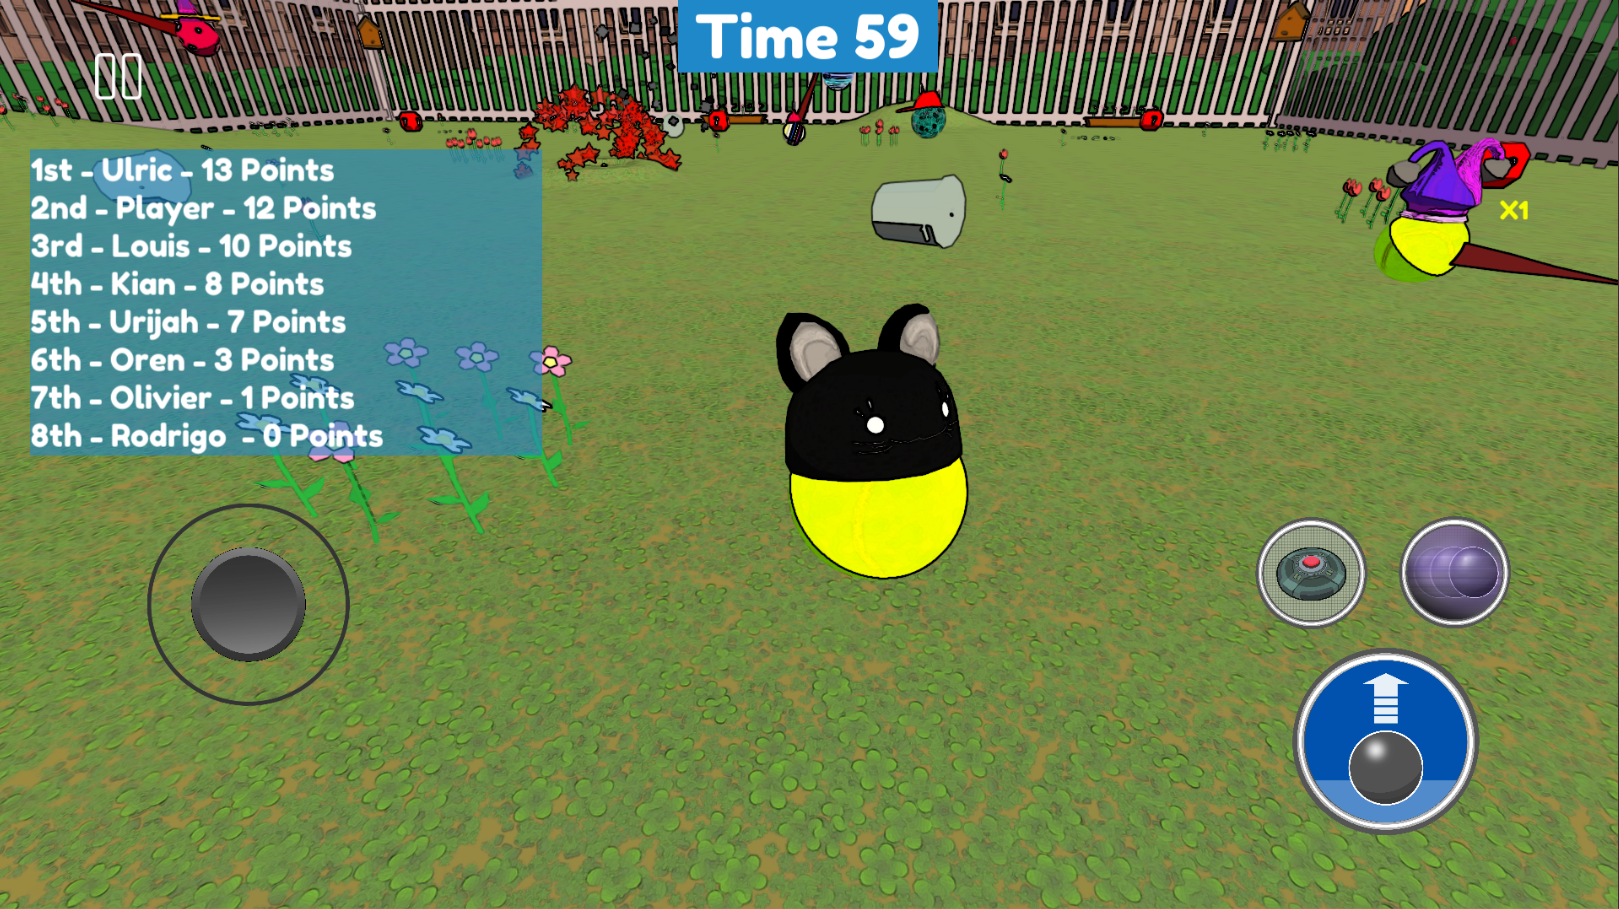 Time 59
1st - Ulric - 13 Points
2nd - Player - 12 Points
3rd - Louis - 10 Points
4th - Kian - 8 Points
5th - Urijah - 7 Points
6th - Oren - 3 Points
7th - Olivier - 1 Points
8th - Rodrigo - 0 Points
X1